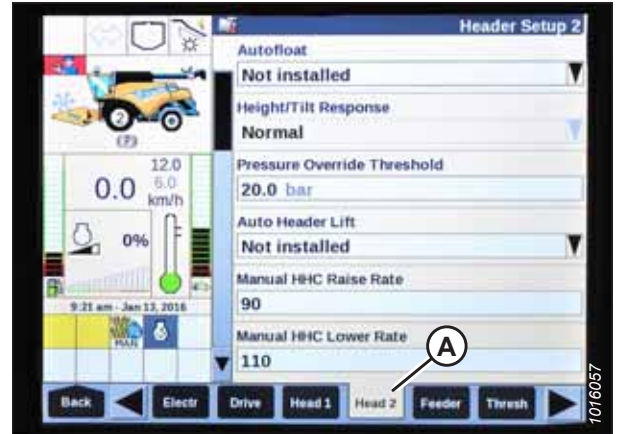 Header Setup 2
Autofloat
Not installed
Height/Tilt Response
Normal
Pressure Override Threshold
20.0 bar
Auto Header Lift
Not installed
Manual HHC Raise Rate
90
Manual HHC Lower Rate
110
2
(P)
12.0
0.0 6.0
km/h
0%
9:21 am - Jan 13, 2016
MAN
A
Back Electr Drive Head 1 Head 2 Feeder Thresh
1016057